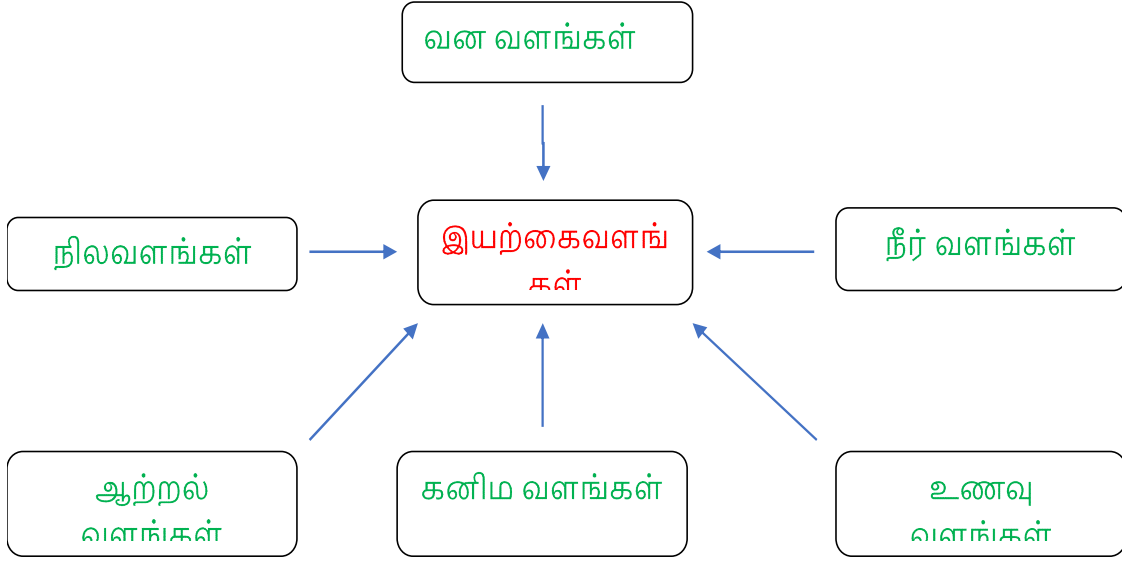 வன வளங்கள்
நிலவளங்கள்
இயற்கைவளங்
கள்
நீர் வளங்கள்
ஆற்றல்
வளங்கள்
கனிம வளங்கள்
உணவு
வளங்கள்